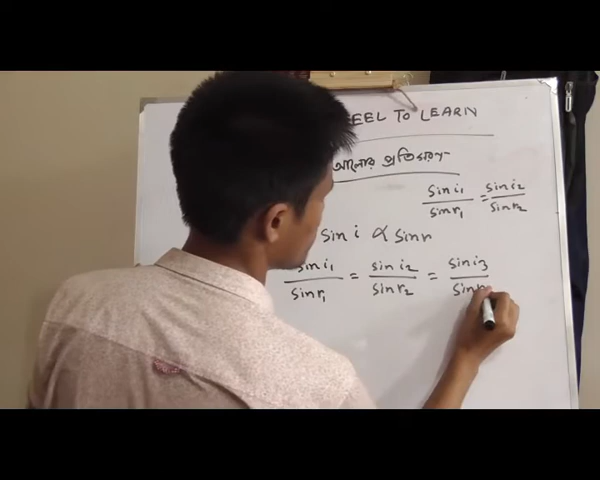 EEL TO LEARN
আলোর প্রতিসরণ
sin i₁/sin r₁ = sin i₂/sin r₂
sin i ∝ sin r
sin i₁/sin r₁ = sin i₂/sin r₂ = sin i₃/sin r